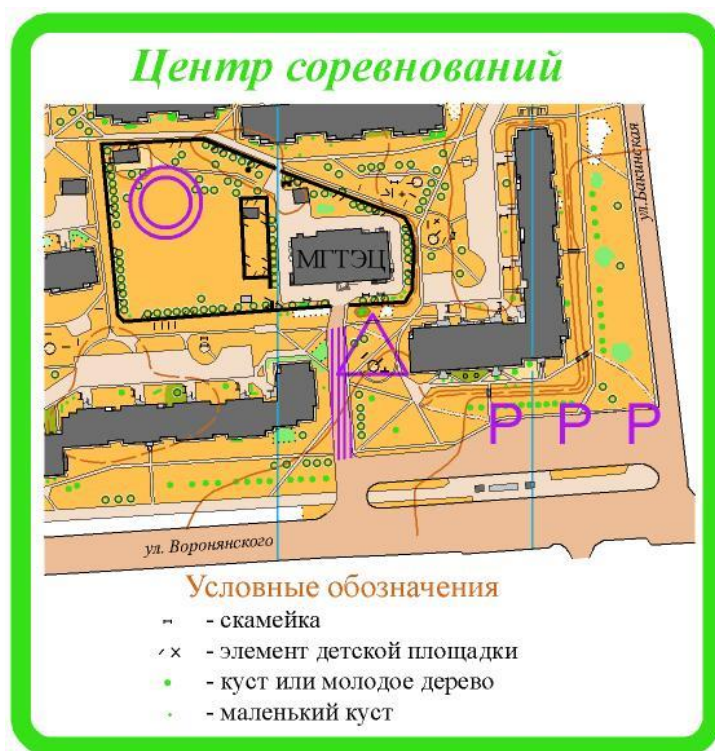 Центр соревнований
ул.Бакинская
МГТЭЦ
Р Р Р
ул. Воронянского
Условные обозначения
- скамейка
- элемент детской площадки
- куст или молодое дерево
- маленький куст